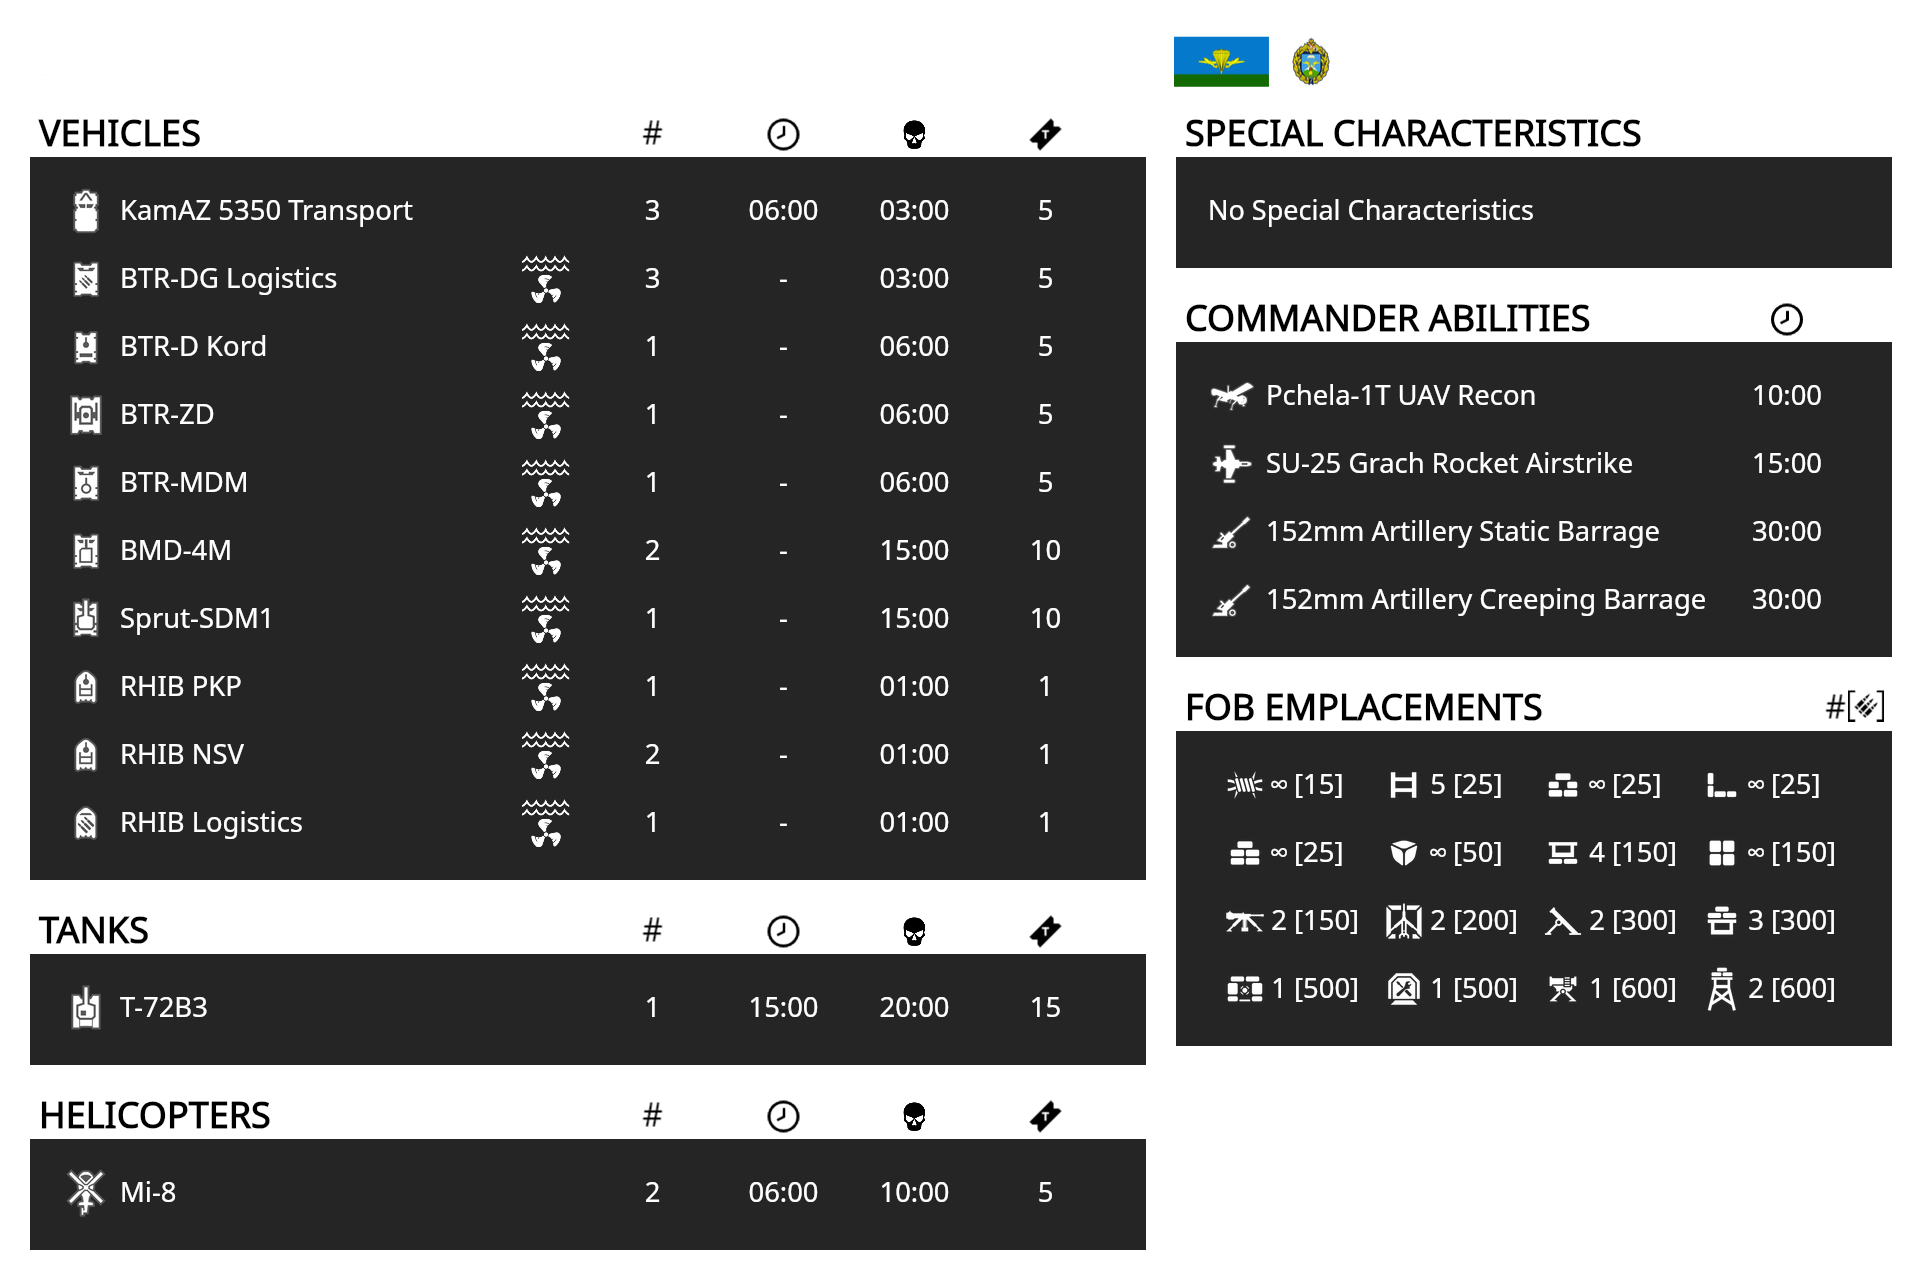 VEHICLES #
KamAZ 5350 Transport 3 06:00 03:00 5
BTR-DG Logistics 3 - 03:00 5
BTR-D Kord 1 - 06:00 5
BTR-ZD 1 - 06:00 5
BTR-MDM 1 - 06:00 5
BMD-4M 2 - 15:00 10
Sprut-SDM1 1 - 15:00 10
RHIB PKP 1 - 01:00 1
RHIB NSV 2 - 01:00 1
RHIB Logistics 1 - 01:00 1
TANKS #
T-72B3 1 15:00 20:00 15
HELICOPTERS #
Mi-8 2 06:00 10:00 5
SPECIAL CHARACTERISTICS
No Special Characteristics
COMMANDER ABILITIES
Pchela-1T UAV Recon 10:00
SU-25 Grach Rocket Airstrike 15:00
152mm Artillery Static Barrage 30:00
152mm Artillery Creeping Barrage 30:00
FOB EMPLACEMENTS #[]
∞ [15] 5 [25] ∞ [25] ∞ [25]
∞ [25] ∞ [50] 4 [150] ∞ [150]
2 [150] 2 [200] 2 [300] 3 [300]
1 [500] 1 [500] 1 [600] 2 [600]